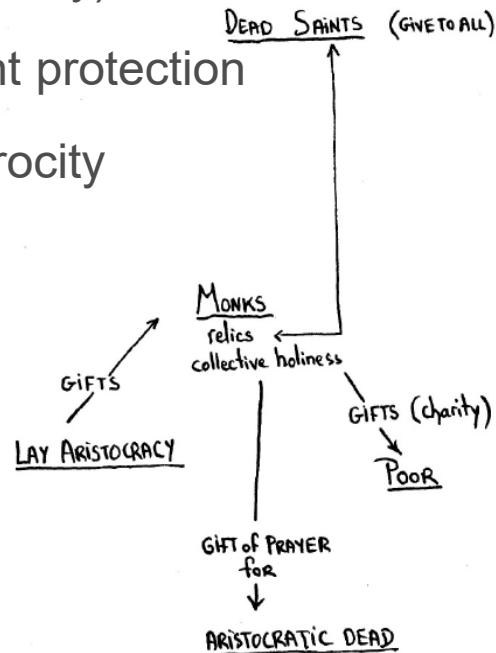 DEAD SAINTS (GIVE TO ALL)
protection
MONKS
relics
collective holiness
GIFTS
GIFTS (charity)
LAY ARISTOCRACY
POOR
GIFT of PRAYER
for
ARISTOCRATIC DEAD